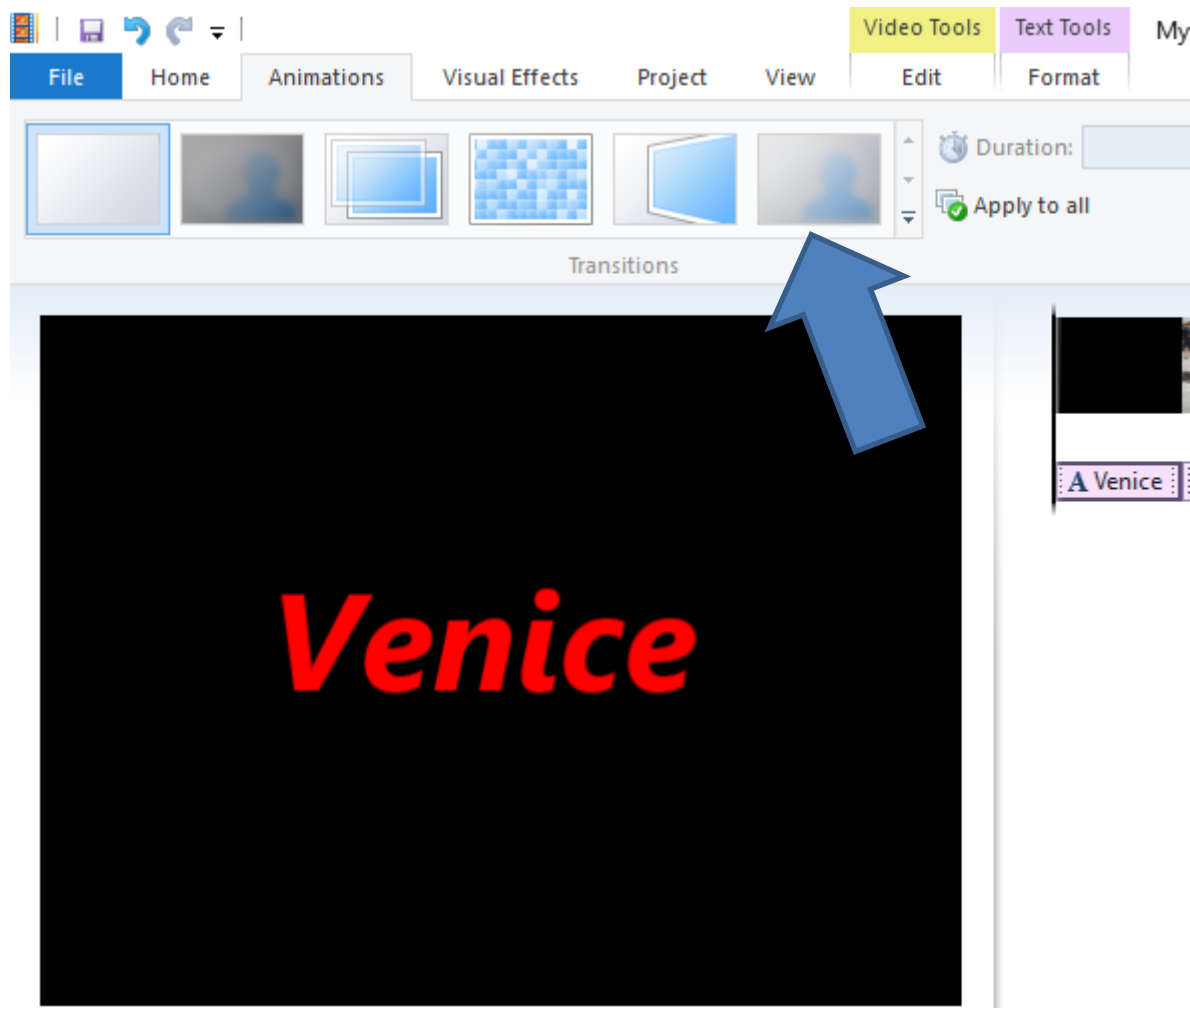 Video Tools Text Tools My
File Home Animations Visual Effects Project View Edit Format
Duration:
Apply to all
Transitions
A Venice
Venice